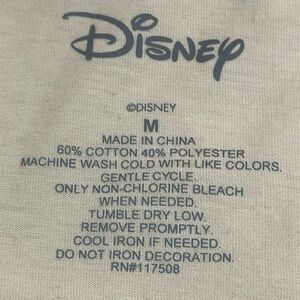 Disney
©DISNEY
M
MADE IN CHINA
60% COTTON 40% POLYESTER
MACHINE WASH COLD WITH LIKE COLORS.
GENTLE CYCLE.
ONLY NON-CHLORINE BLEACH
WHEN NEEDED.
TUMBLE DRY LOW.
REMOVE PROMPTLY.
COOL IRON IF NEEDED.
DO NOT IRON DECORATION.
RN#117508